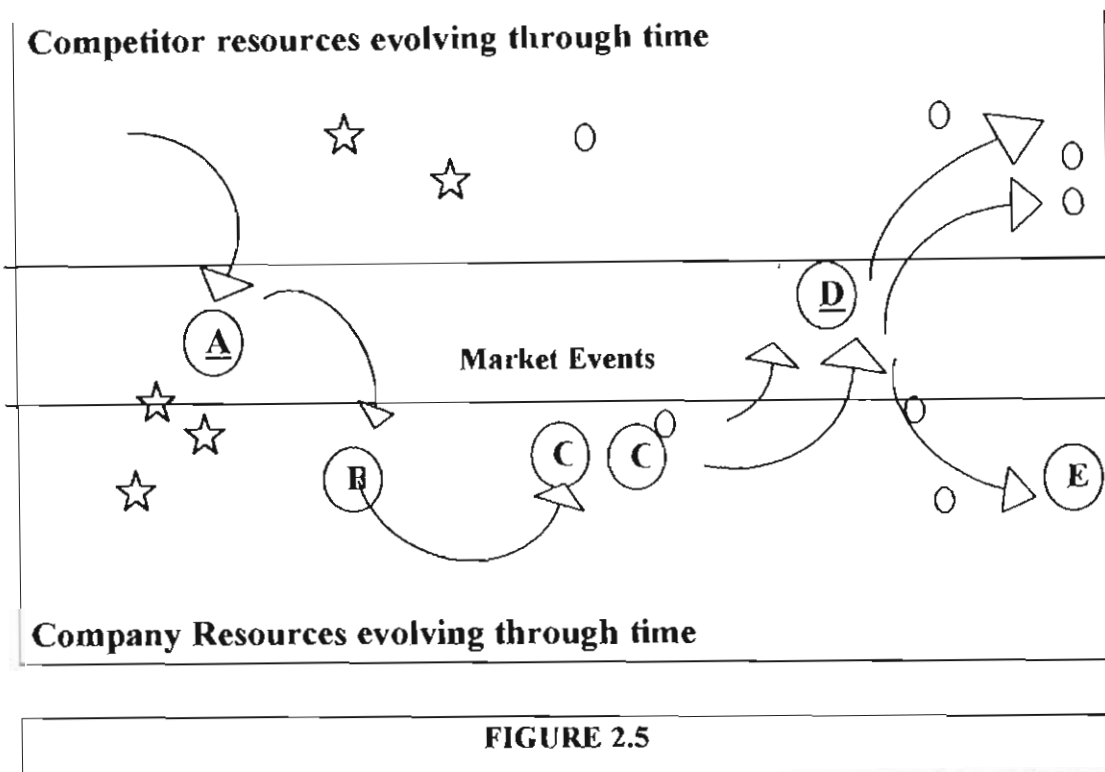 Competitor resources evolving through time
D
A
Market Events
B
C C
E
Company Resources evolving through time
FIGURE 2.5